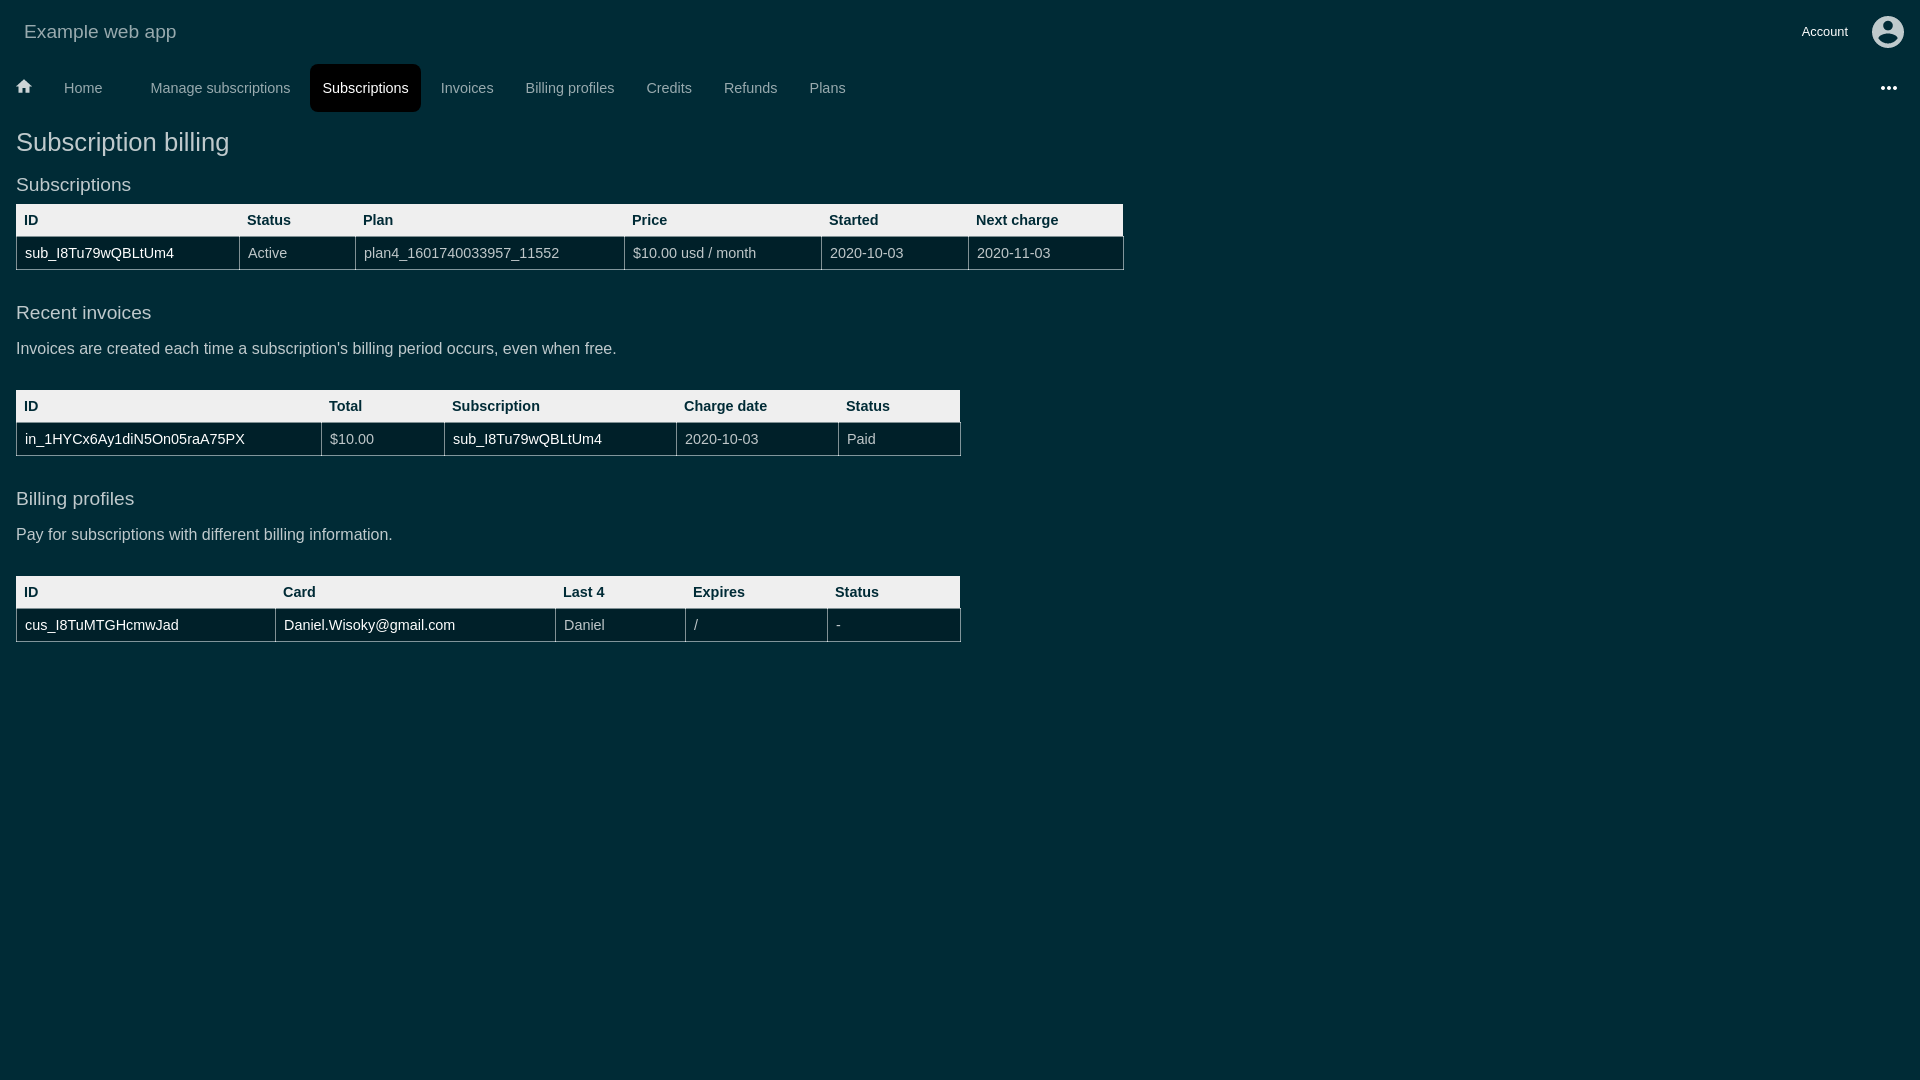 Example web app
Account
Home Manage subscriptions Subscriptions Invoices Billing profiles Credits Refunds Plans
Subscription billing
Subscriptions
ID Status Plan Price Started Next charge
sub_I8Tu79wQBLtUm4 Active plan4_1601740033957_11552 $10.00 usd / month 2020-10-03 2020-11-03
Recent invoices
Invoices are created each time a subscription's billing period occurs, even when free.
ID Total Subscription Charge date Status
in_1HYCx6Ay1diN5On05raA75PX $10.00 sub_I8Tu79wQBLtUm4 2020-10-03 Paid
Billing profiles
Pay for subscriptions with different billing information.
ID Card Last 4 Expires Status
cus_I8TuMTGHcmwJad Daniel.Wisoky@gmail.com Daniel / -